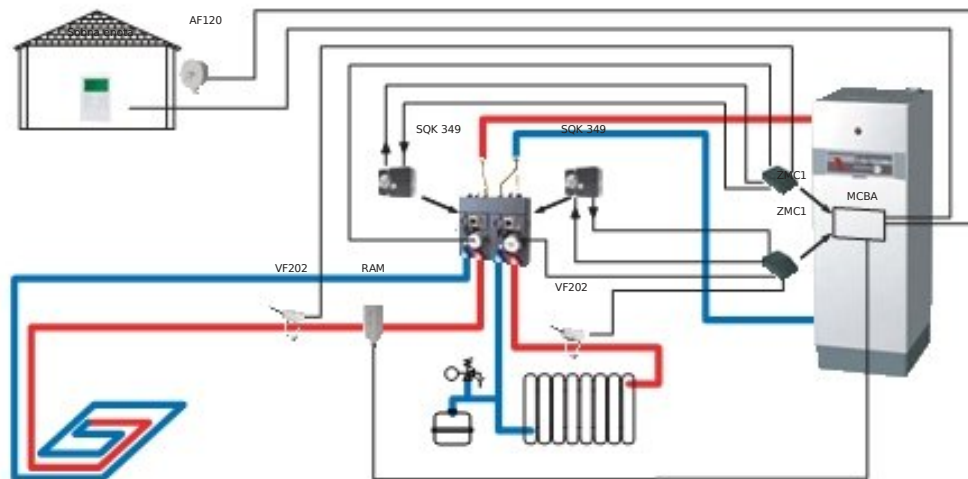 AF120
Sobna enota
SQK 349
SQK 349
ZMC1
MCBA
ZMC1
VF202
RAM
VF202